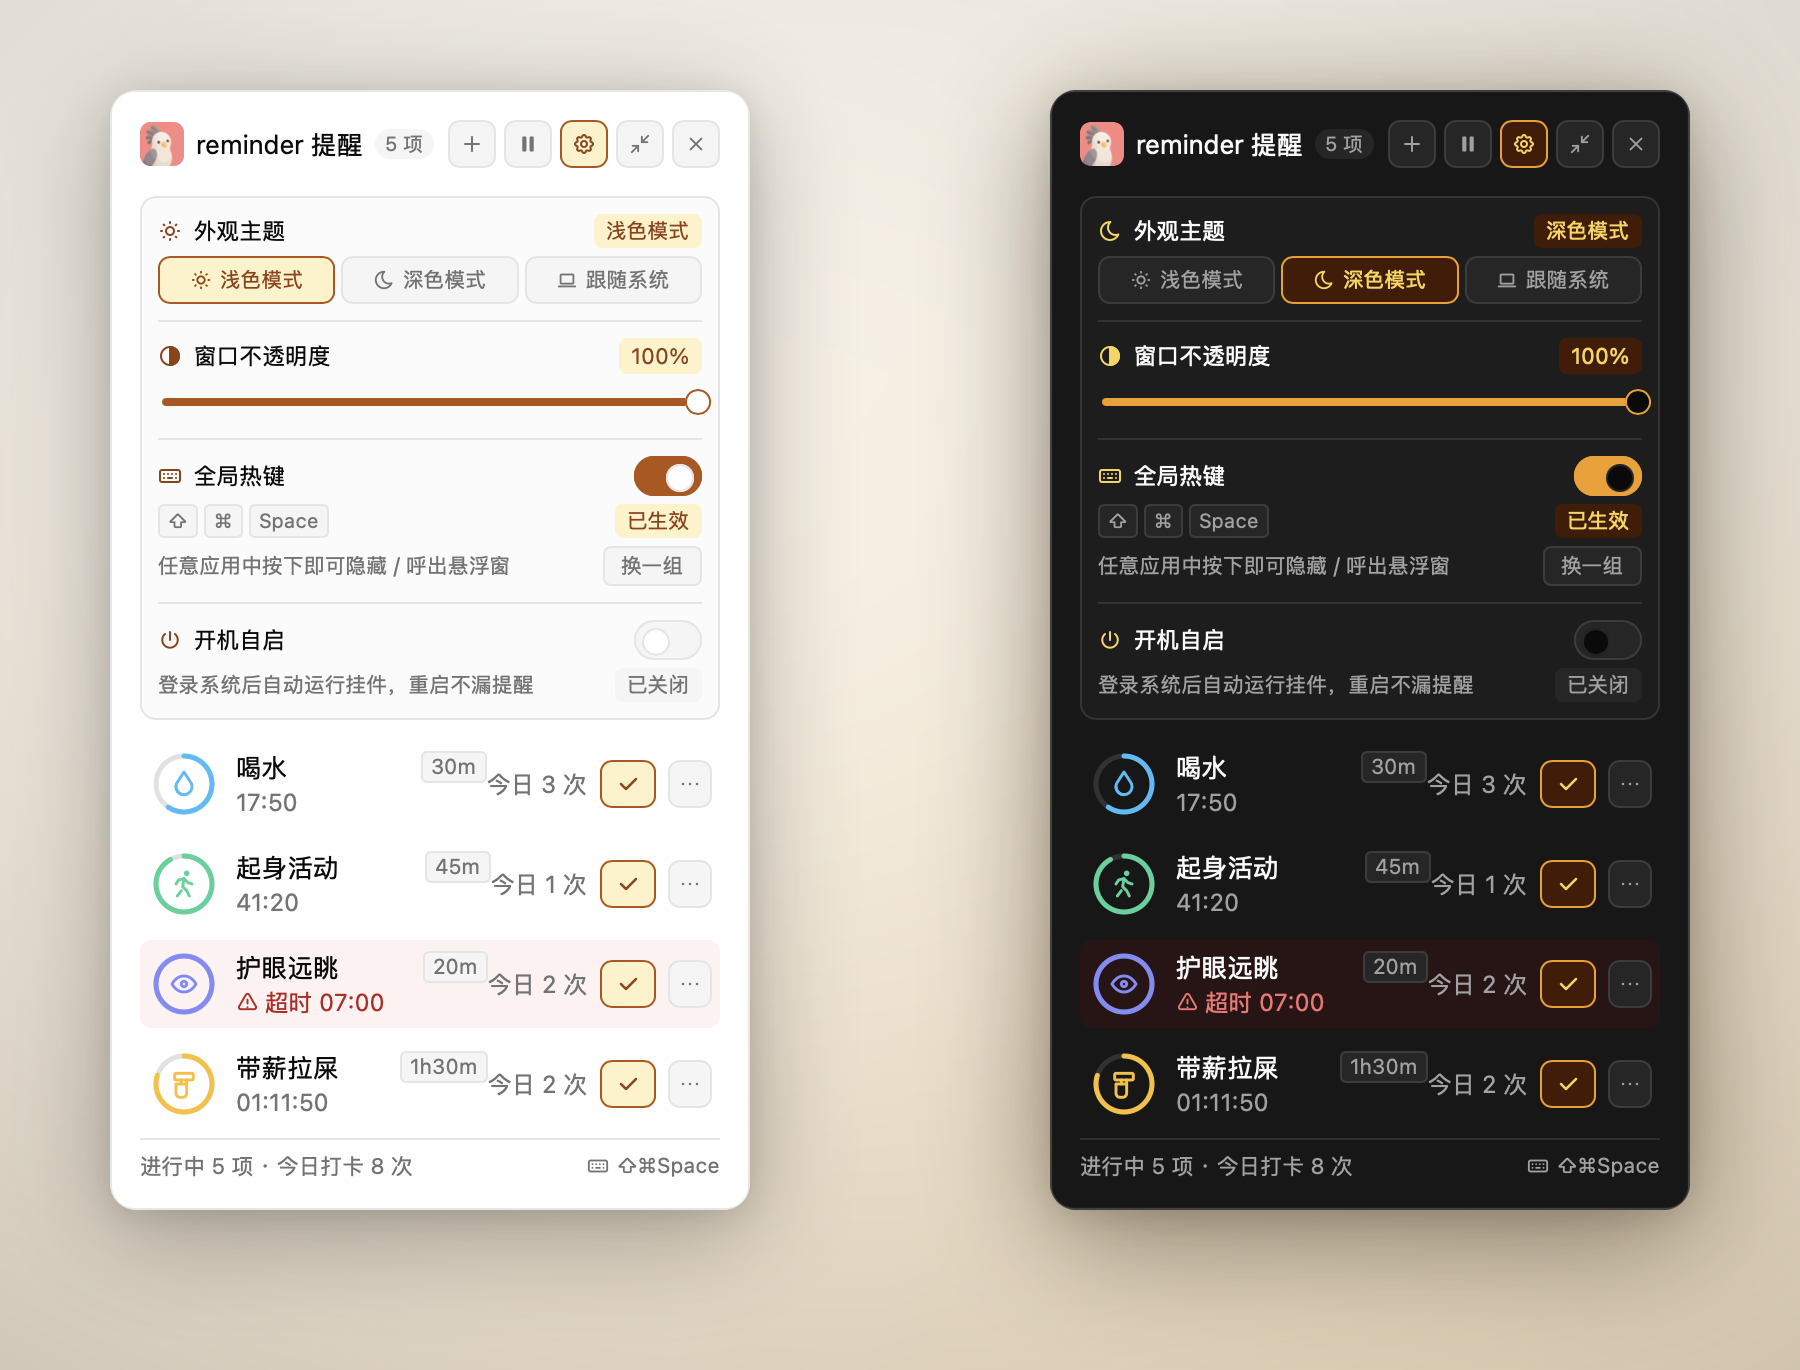 reminder 提醒 5 项
外观主题 浅色模式
浅色模式 深色模式 跟随系统
窗口不透明度 100%
全局热键
⇧ ⌘ Space 已生效
任意应用中按下即可隐藏 / 呼出悬浮窗 换一组
开机自启
登录系统后自动运行挂件，重启不漏提醒 已关闭
喝水 30m
17:50 今日 3 次
起身活动 45m
41:20 今日 1 次
护眼远眺 20m
超时 07:00 今日 2 次
带薪拉屎 1h30m
01:11:50 今日 2 次
进行中 5 项 · 今日打卡 8 次 ⇧⌘Space
reminder 提醒 5 项
外观主题 深色模式
浅色模式 深色模式 跟随系统
窗口不透明度 100%
全局热键
⇧ ⌘ Space 已生效
任意应用中按下即可隐藏 / 呼出悬浮窗 换一组
开机自启
登录系统后自动运行挂件，重启不漏提醒 已关闭
喝水 30m
17:50 今日 3 次
起身活动 45m
41:20 今日 1 次
护眼远眺 20m
超时 07:00 今日 2 次
带薪拉屎 1h30m
01:11:50 今日 2 次
进行中 5 项 · 今日打卡 8 次 ⇧⌘Space